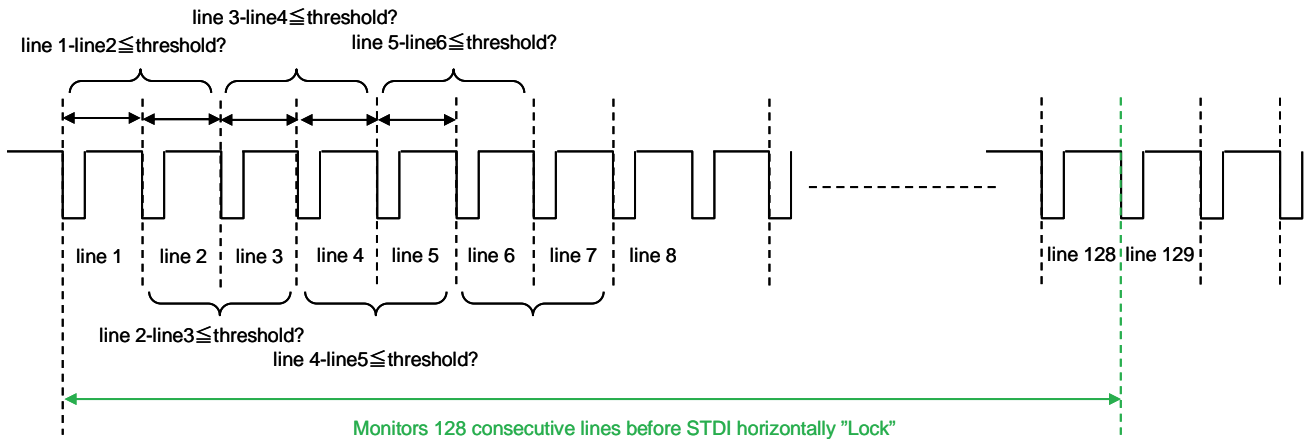 line 3-line4≦threshold?
line 1-line2≦threshold?
line 5-line6≦threshold?
line 1
line 2
line 3
line 4
line 5
line 6
line 7
line 8
line 128
line 129
line 2-line3≦threshold?
line 4-line5≦threshold?
Monitors 128 consecutive lines before STDI horizontally ”Lock”